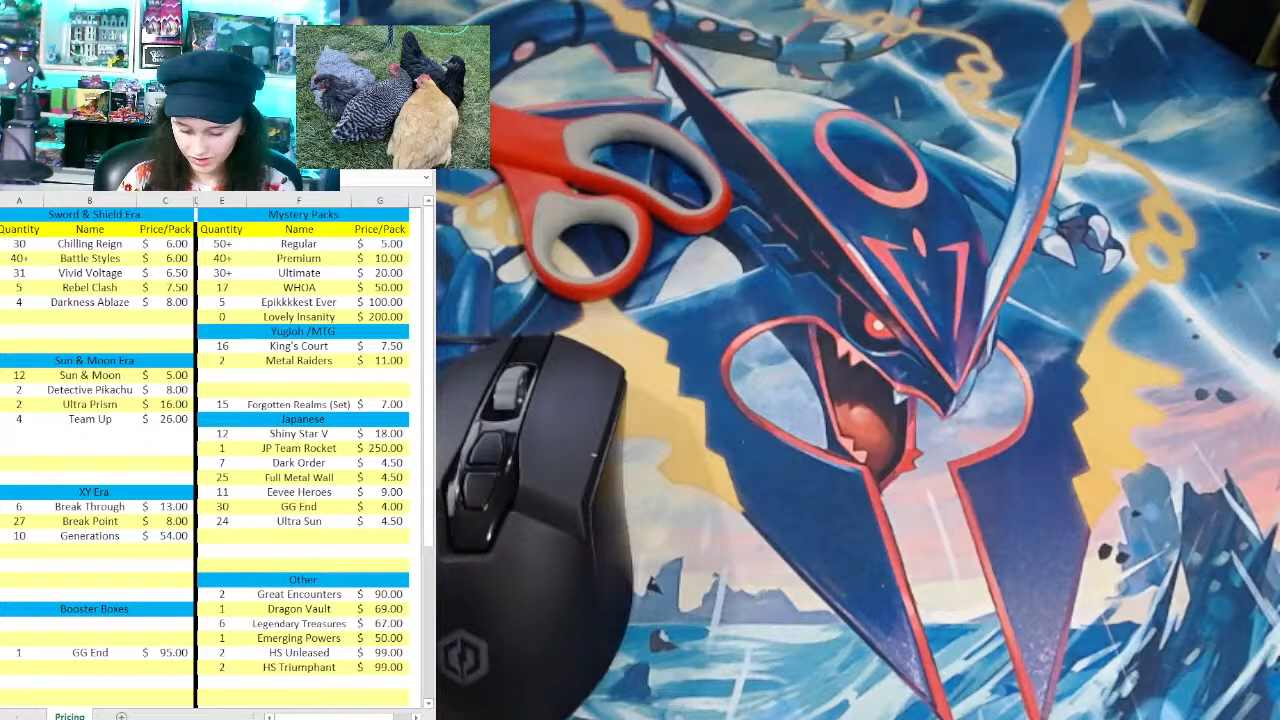 A B C E F G
Sword & Shield Era
Quantity Name Price/Pack
30 Chilling Reign $ 6.00
40+ Battle Styles $ 6.00
31 Vivid Voltage $ 6.50
5 Rebel Clash $ 7.50
4 Darkness Ablaze $ 8.00
Sun & Moon Era
12 Sun & Moon $ 5.00
2 Detective Pikachu $ 8.00
2 Ultra Prism $ 16.00
4 Team Up $ 26.00
XY Era
6 Break Through $ 13.00
27 Break Point $ 8.00
10 Generations $ 54.00
Booster Boxes
1 GG End $ 95.00
Mystery Packs
Quantity Name Price/Pack
50+ Regular $ 5.00
40+ Premium $ 10.00
30+ Ultimate $ 20.00
17 WHOA $ 50.00
5 Epikkkkest Ever $ 100.00
0 Lovely Insanity $ 200.00
Yugioh /MTG
16 King's Court $ 7.50
2 Metal Raiders $ 11.00
15 Forgotten Realms (Set) $ 7.00
Japanese
12 Shiny Star V $ 18.00
1 JP Team Rocket $ 250.00
7 Dark Order $ 4.50
25 Full Metal Wall $ 4.50
11 Eevee Heroes $ 9.00
30 GG End $ 4.00
24 Ultra Sun $ 4.50
Other
2 Great Encounters $ 90.00
1 Dragon Vault $ 69.00
6 Legendary Treasures $ 67.00
1 Emerging Powers $ 50.00
2 HS Unleased $ 99.00
2 HS Triumphant $ 99.00
Pricing